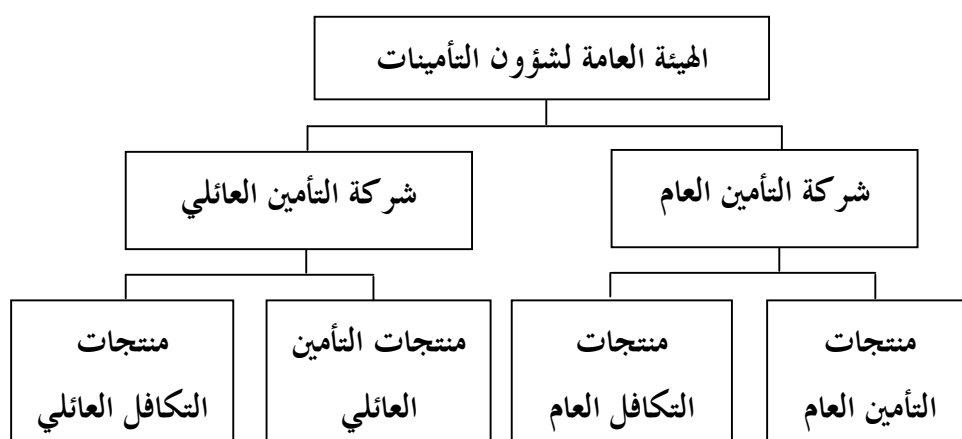 الهيئة العامة لشؤون التأمينات
شركة التأمين العام
شركة التأمين العائلي
منتجات
التأمين العام
منتجات
التكافل العام
منتجات التأمين
العائلي
منتجات
التكافل العائلي